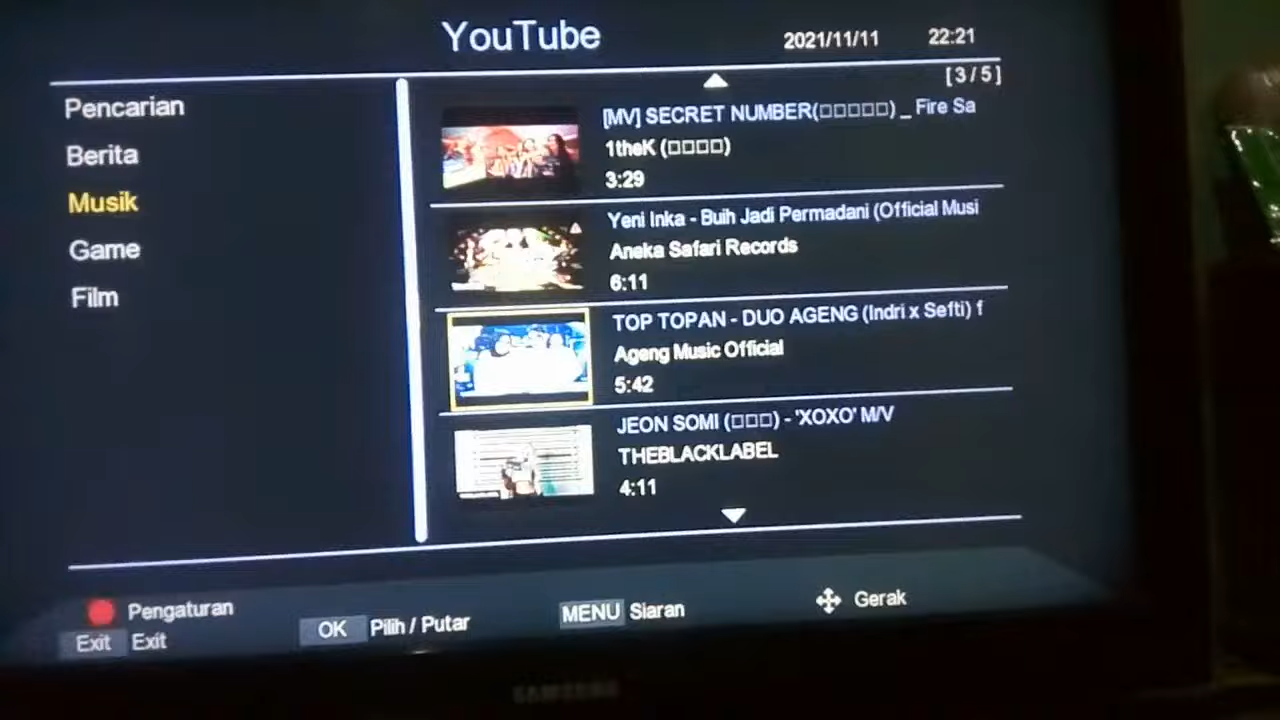 YouTube
2021/11/11 22:21
[3/5]
Pencarian
Berita
Musik
Game
Film
[MV] SECRET NUMBER(□□□□□) _ Fire Sa
1theK (□□□□)
3:29
Yeni Inka - Buih Jadi Permadani (Official Musi
Aneka Safari Records
6:11
TOP TOPAN - DUO AGENG (Indri x Sefti) f
Ageng Music Official
5:42
JEON SOMI (□□□) - 'XOXO' M/V
THEBLACKLABEL
4:11
Pengaturan
Exit Exit
OK Pilih / Putar
MENU Siaran
Gerak
SAMSUNG